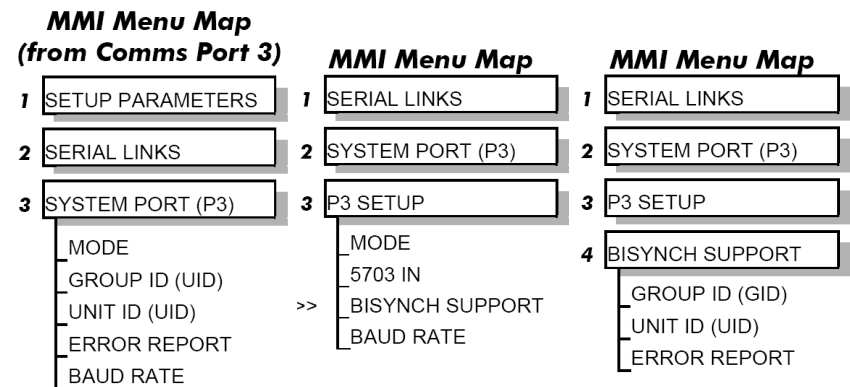 MMI Menu Map
(from Comms Port 3)
1 SETUP PARAMETERS
2 SERIAL LINKS
3 SYSTEM PORT (P3)
MODE
GROUP ID (UID)
UNIT ID (UID)
ERROR REPORT
BAUD RATE
MMI Menu Map
1 SERIAL LINKS
2 SYSTEM PORT (P3)
3 P3 SETUP
MODE
5703 IN
>> BISYNCH SUPPORT
BAUD RATE
MMI Menu Map
1 SERIAL LINKS
2 SYSTEM PORT (P3)
3 P3 SETUP
4 BISYNCH SUPPORT
GROUP ID (GID)
UNIT ID (UID)
ERROR REPORT